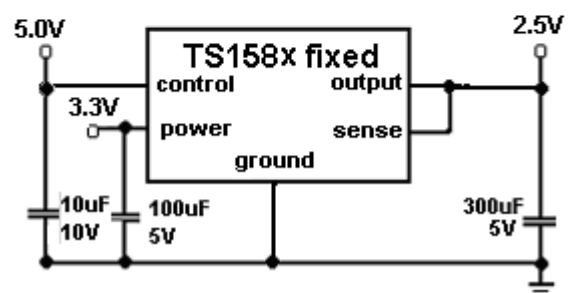 5.0V
2.5V
TS158x fixed
control
output
3.3V
power
sense
ground
10uF
10V
100uF
5V
300uF
5V